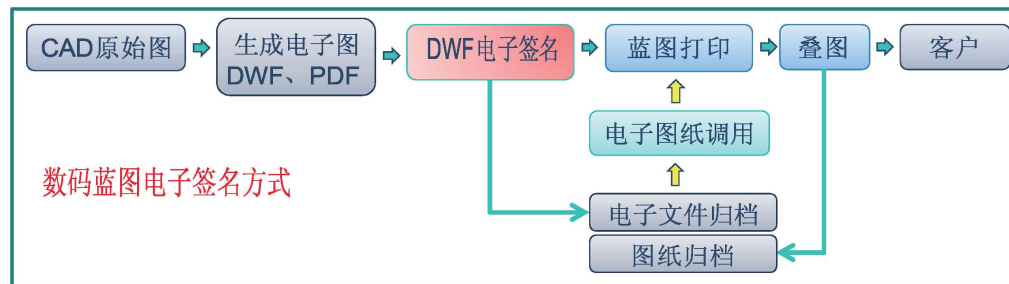 CAD原始图
生成电子图
DWF、PDF
DWF电子签名
蓝图打印
叠图
客户
电子图纸调用
数码蓝图电子签名方式
电子文件归档
图纸归档